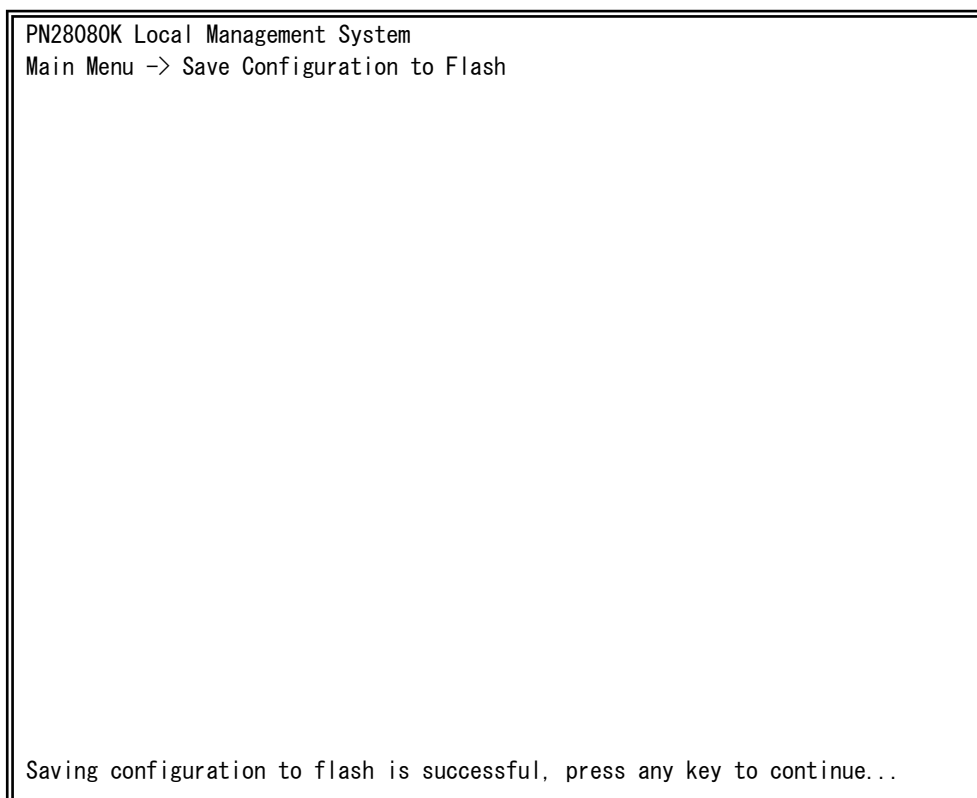 PN28080K Local Management System
Main Menu -> Save Configuration to Flash
Saving configuration to flash is successful, press any key to continue...